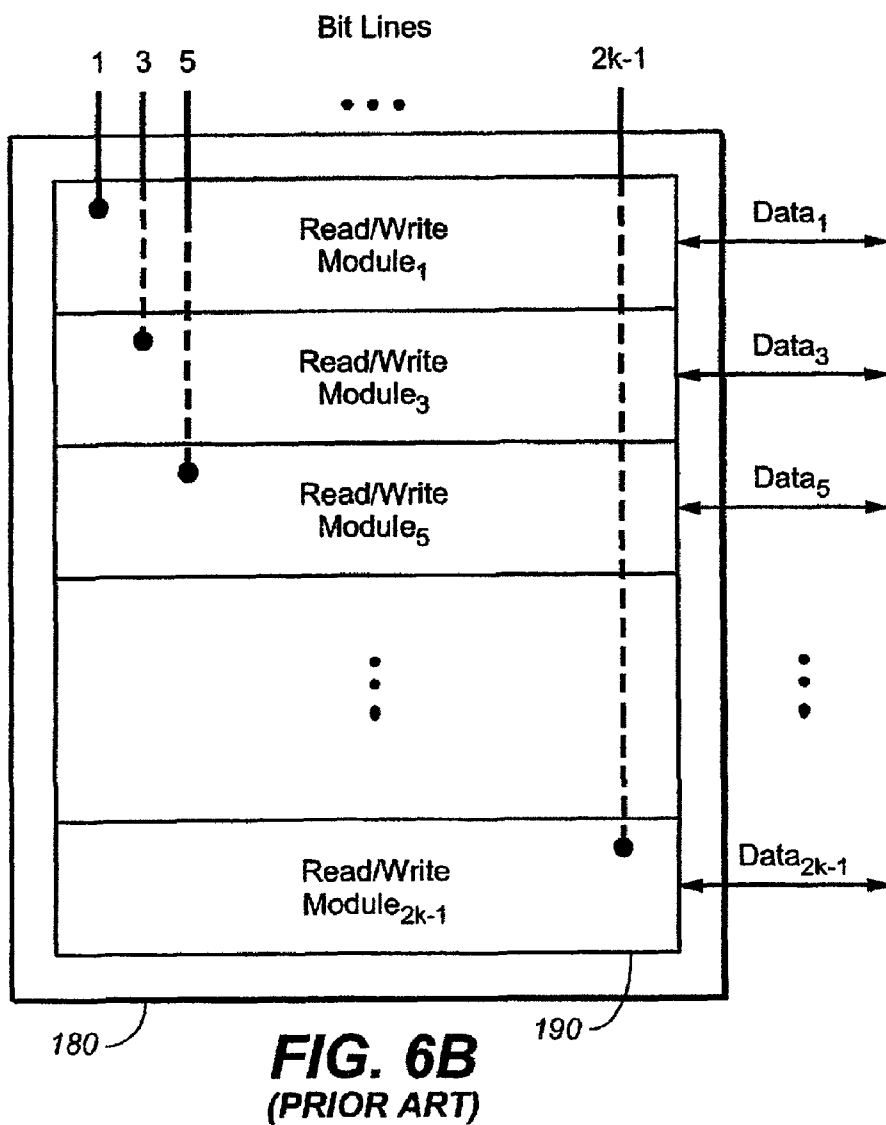 Bit Lines
1 3 5 2k-1
Read/Write
Module₁
Data₁
Read/Write
Module₃
Data₃
Read/Write
Module₅
Data₅
Read/Write
Module₂ₖ₋₁
Data₂ₖ₋₁
180
190
FIG. 6B
(PRIOR ART)